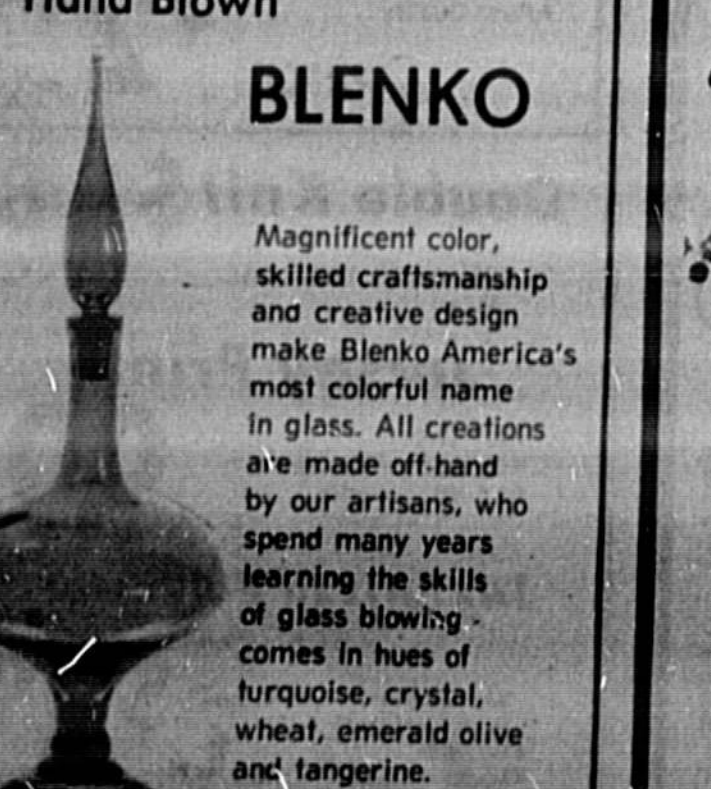 Hand Blown
BLENKO
Magnificent color,
skilled craftsmanship
and creative design
make Blenko America's
most colorful name
in glass. All creations
are made off-hand
by our artisans, who
spend many years
learning the skills
of glass blowing -
comes in hues of
turquoise, crystal,
wheat, emerald olive
and tangerine.